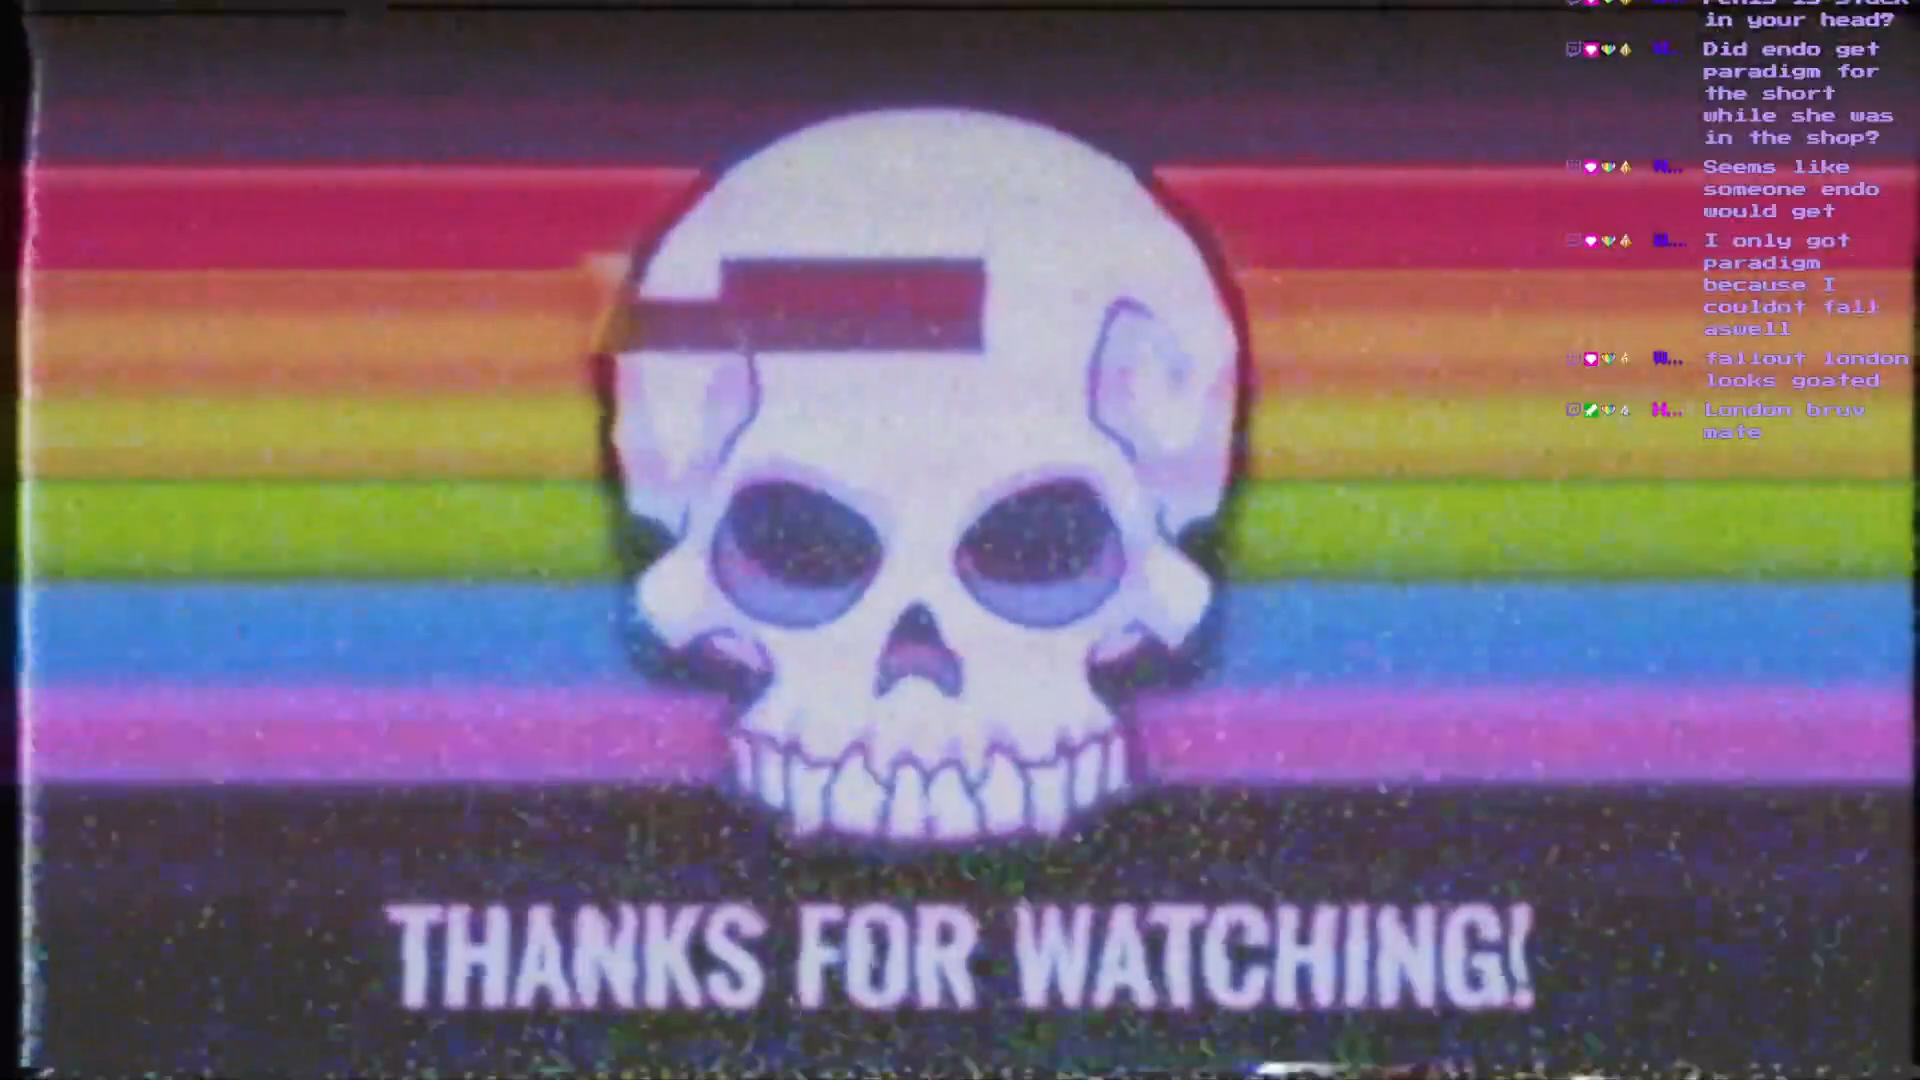 in your head?
Did endo get
paradigm for
the short
while she was
in the shop?
Seems like
someone endo
would get
I only got
paradigm
because I
couldnt fall
aswell
fallout london
looks goated
London bruv
mate
THANKS FOR WATCHING!